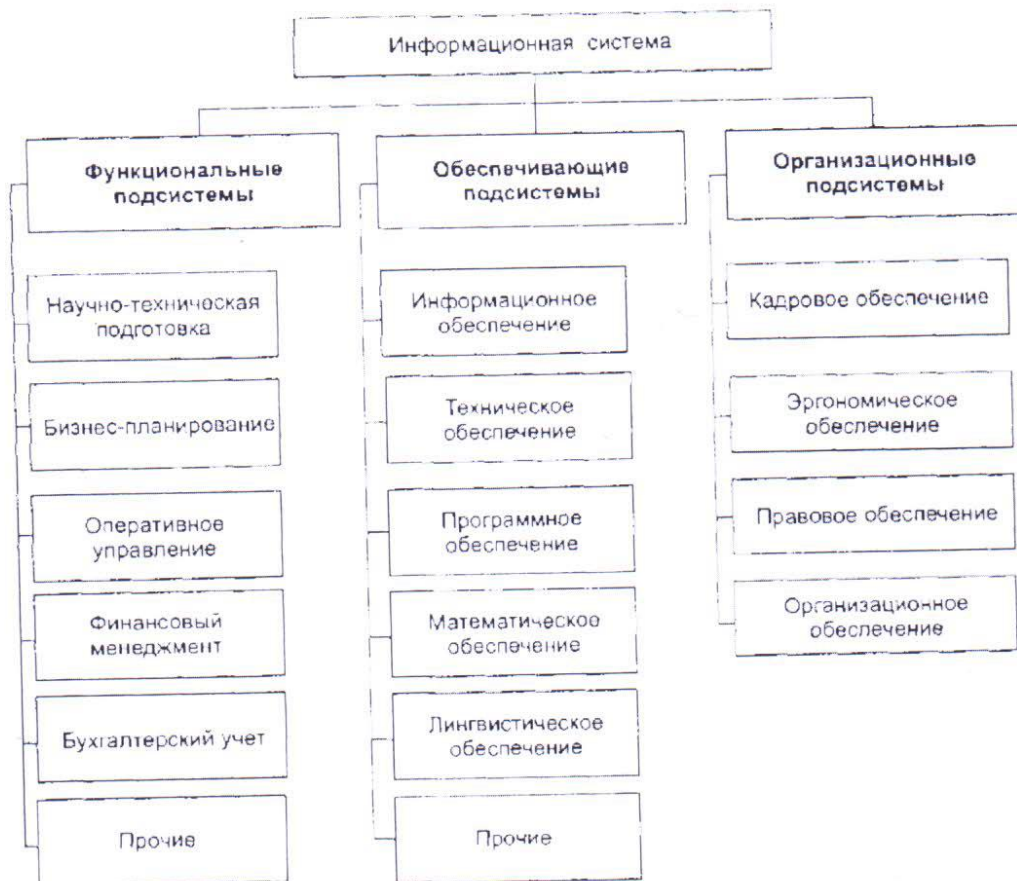 Информационная система
Функциональные
подсистемы
Научно-техническая
подготовка
Бизнес-планирование
Оперативное
управление
Финансовый
менеджмент
Бухгалтерский учет
Прочие
Обеспечивающие
подсистемы
Информационное
обеспечение
Техническое
обеспечение
Программное
обеспечение
Математическое
обеспечение
Лингвистическое
обеспечение
Прочие
Организационные
подсистемы
Кадровое обеспечение
Эргономическое
обеспечение
Правовое обеспечение
Организационное
обеспечение